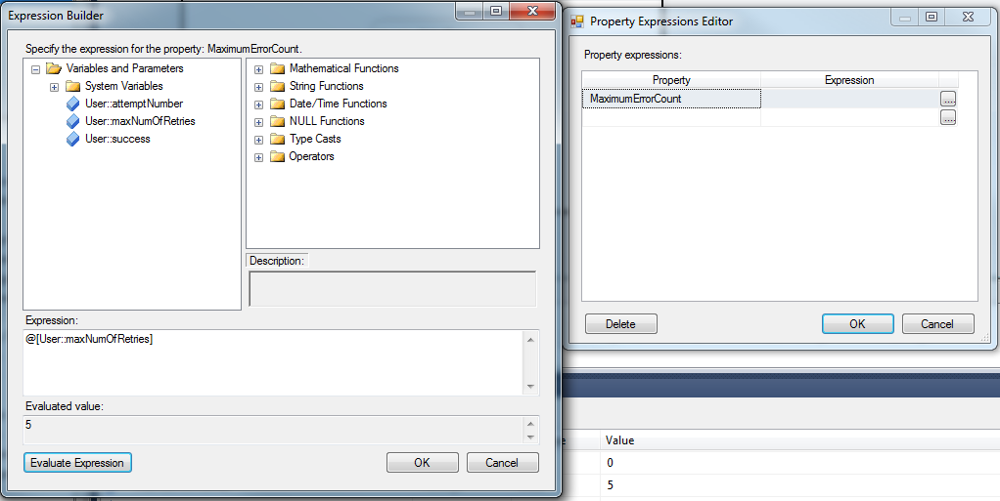 Expression Builder
Specify the expression for the property: MaximumErrorCount.
Variables and Parameters
System Variables
User::attemptNumber
User::maxNumOfRetries
User::success
Mathematical Functions
String Functions
Date/Time Functions
NULL Functions
Type Casts
Operators
Description:
Expression:
@[User::maxNumOfRetries]
Evaluated value:
5
Evaluate Expression
OK
Cancel
Property Expressions Editor
Property expressions:
Property Expression
MaximumErrorCount ...
...
Delete
OK
Cancel
e Value
0
5